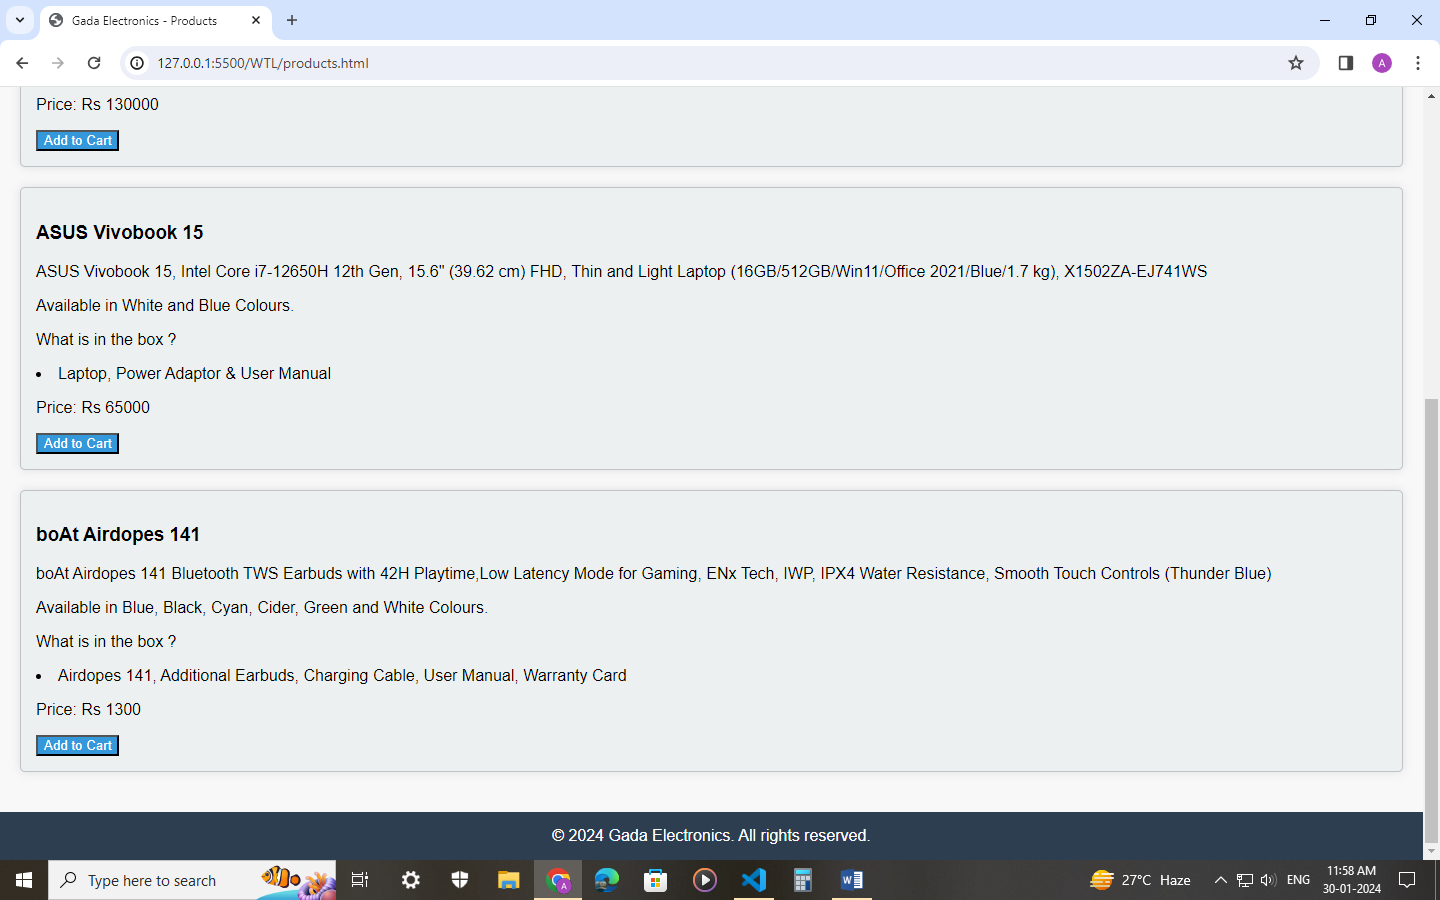 Gada Electronics - Products
127.0.0.1:5500/WTL/products.html
A
Price: Rs 130000
Add to Cart
ASUS Vivobook 15
ASUS Vivobook 15, Intel Core i7-12650H 12th Gen, 15.6" (39.62 cm) FHD, Thin and Light Laptop (16GB/512GB/Win11/Office 2021/Blue/1.7 kg), X1502ZA-EJ741WS
Available in White and Blue Colours.
What is in the box ?
• Laptop, Power Adaptor & User Manual
Price: Rs 65000
Add to Cart
boAt Airdopes 141
boAt Airdopes 141 Bluetooth TWS Earbuds with 42H Playtime,Low Latency Mode for Gaming, ENx Tech, IWP, IPX4 Water Resistance, Smooth Touch Controls (Thunder Blue)
Available in Blue, Black, Cyan, Cider, Green and White Colours.
What is in the box ?
• Airdopes 141, Additional Earbuds, Charging Cable, User Manual, Warranty Card
Price: Rs 1300
Add to Cart
© 2024 Gada Electronics. All rights reserved.
Type here to search
A
W
27°C Haze
ENG
11:58 AM
30-01-2024